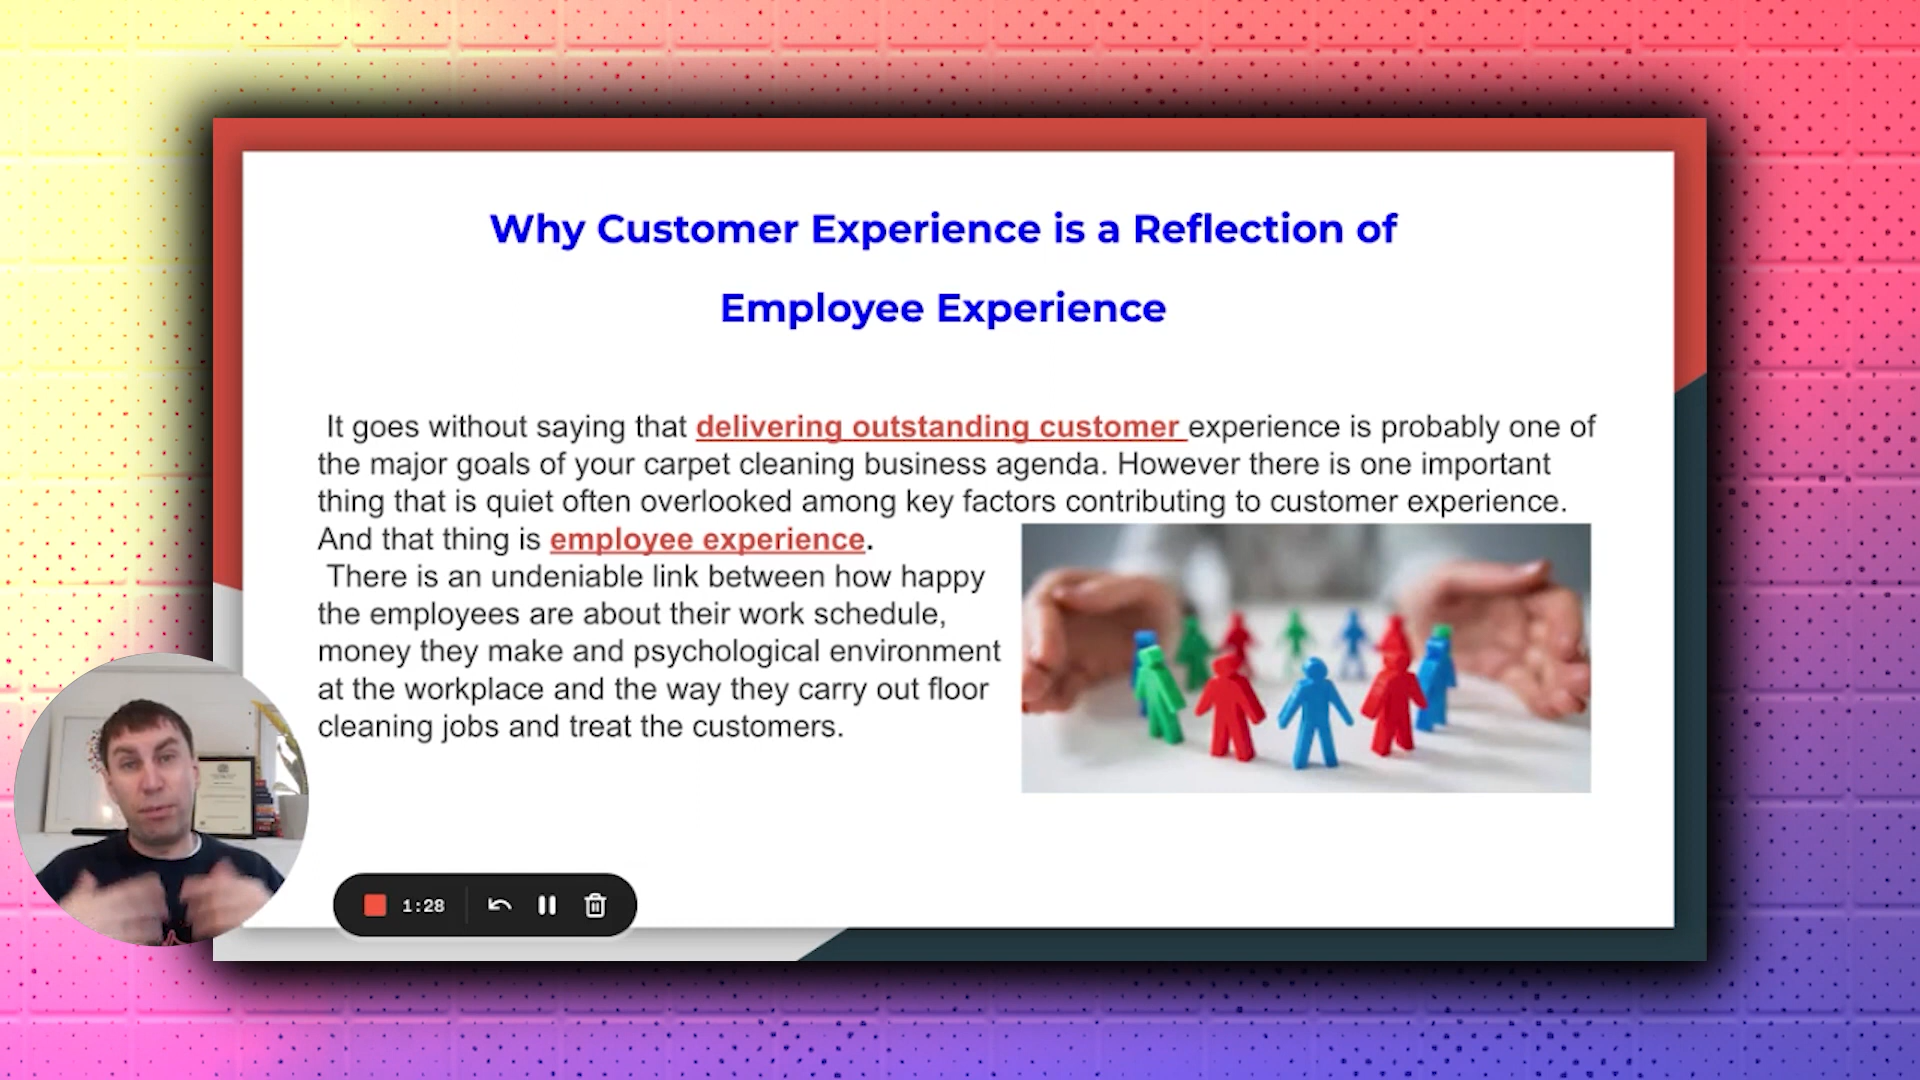 Why Customer Experience is a Reflection of
Employee Experience
It goes without saying that delivering outstanding customer experience is probably one of
the major goals of your carpet cleaning business agenda. However there is one important
thing that is quiet often overlooked among key factors contributing to customer experience.
And that thing is employee experience.
There is an undeniable link between how happy
the employees are about their work schedule,
money they make and psychological environment
at the workplace and the way they carry out floor
cleaning jobs and treat the customers.
1:28